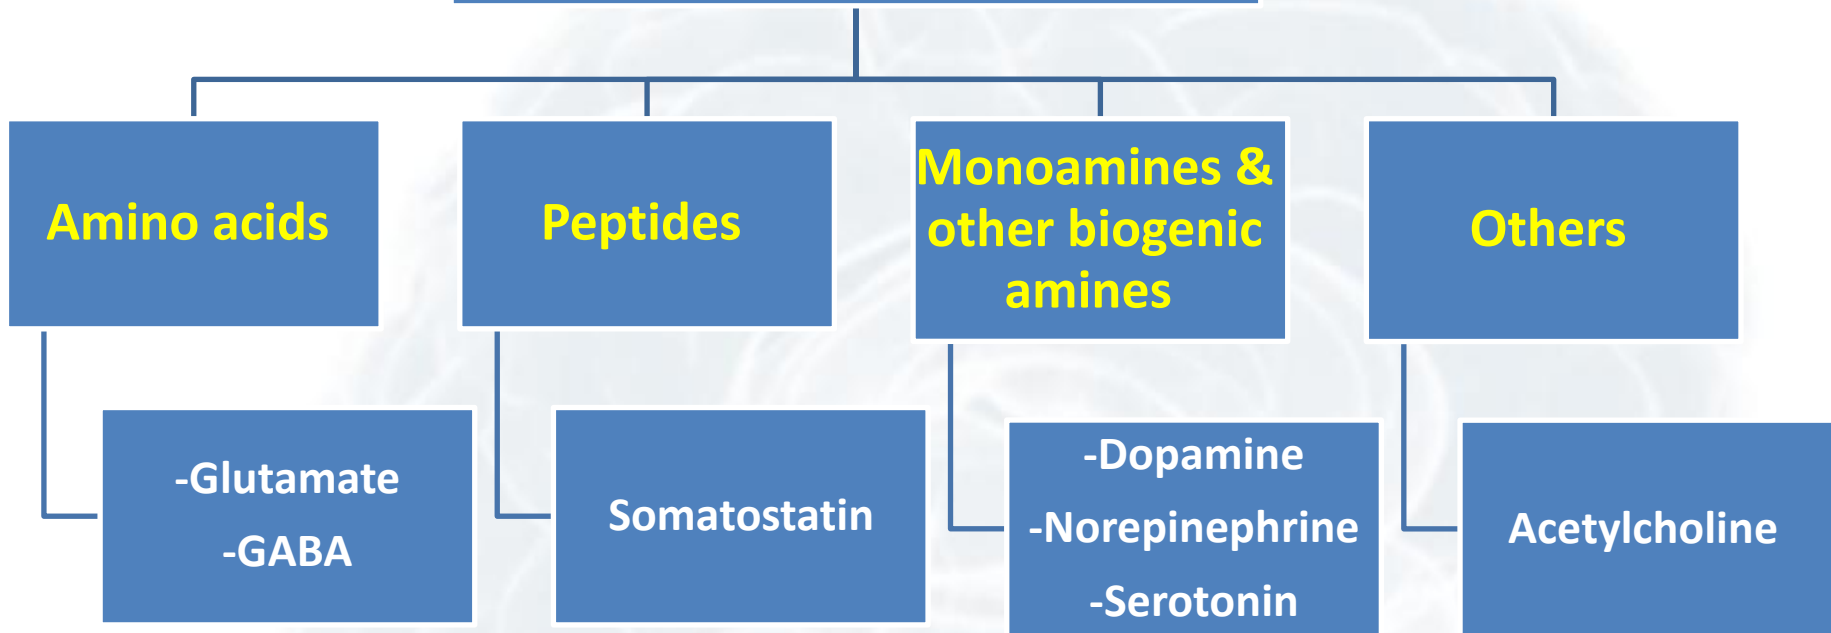 Amino acids
Peptides
Monoamines &
other biogenic
amines
Others
-Glutamate
-GABA
Somatostatin
-Dopamine
-Norepinephrine
-Serotonin
Acetylcholine